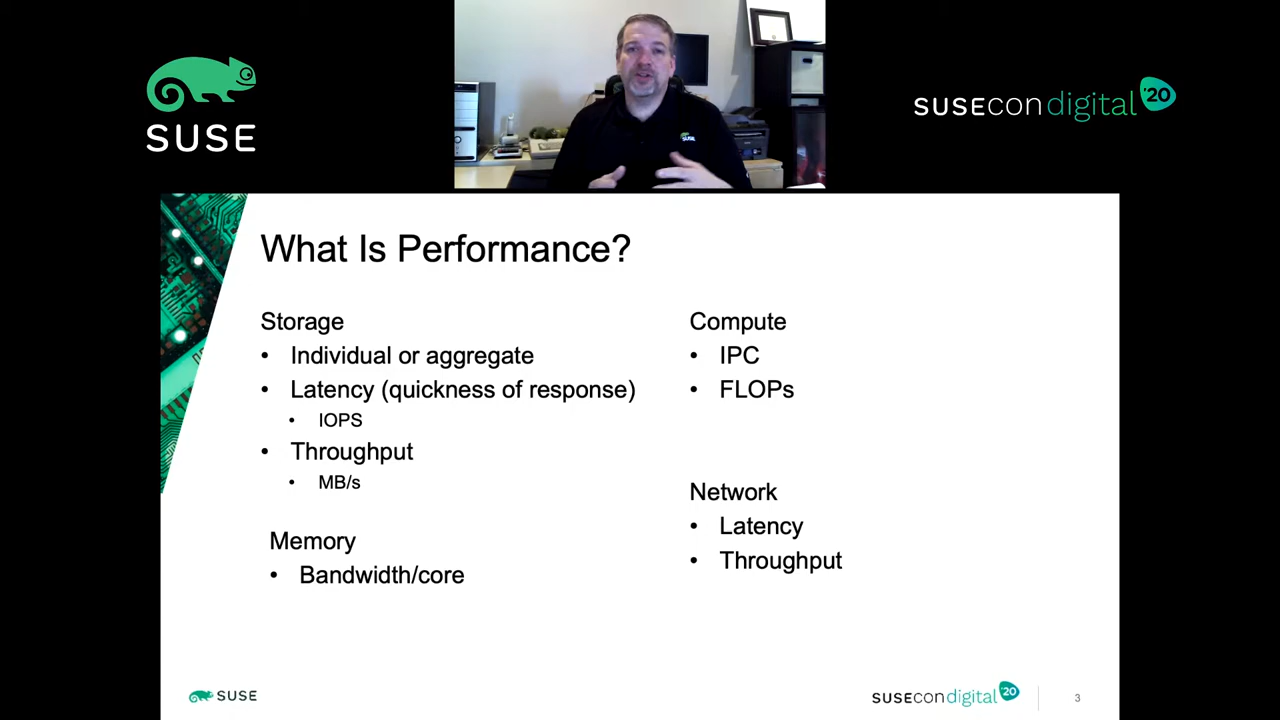 SUSE
SUSEcon digital '20
SUSE
What Is Performance?
Storage
• Individual or aggregate
• Latency (quickness of response)
• IOPS
• Throughput
• MB/s
Memory
• Bandwidth/core
Compute
• IPC
• FLOPs
Network
• Latency
• Throughput
SUSE
SUSEcon digital '20
3